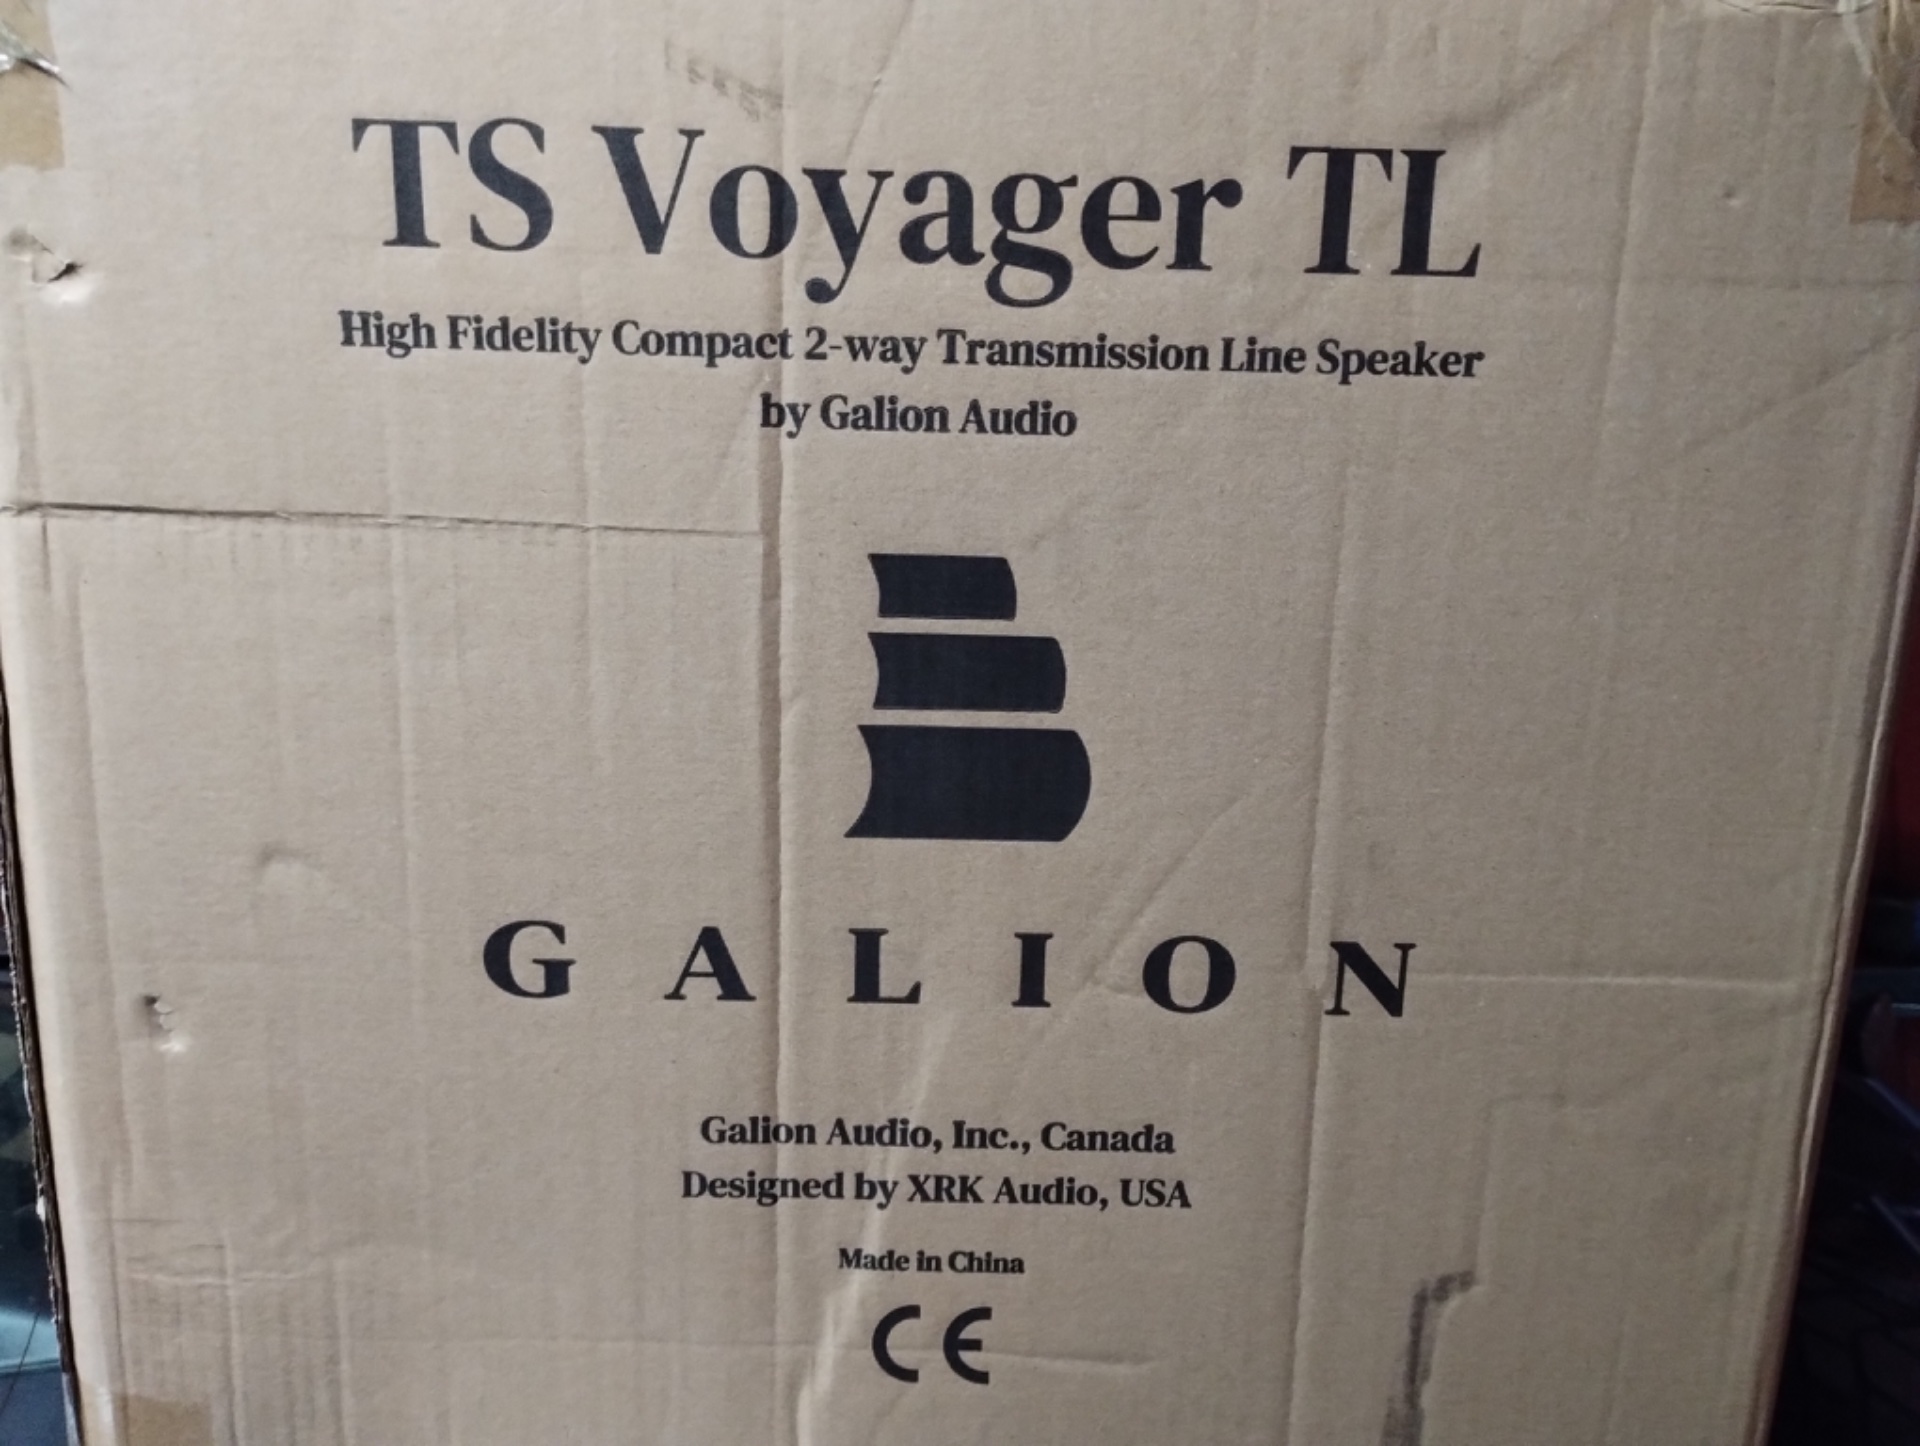 TS Voyager TL
High Fidelity Compact 2-way Transmission Line Speaker
by Galion Audio
GALION
Galion Audio, Inc., Canada
Designed by XRK Audio, USA
Made in China
CE